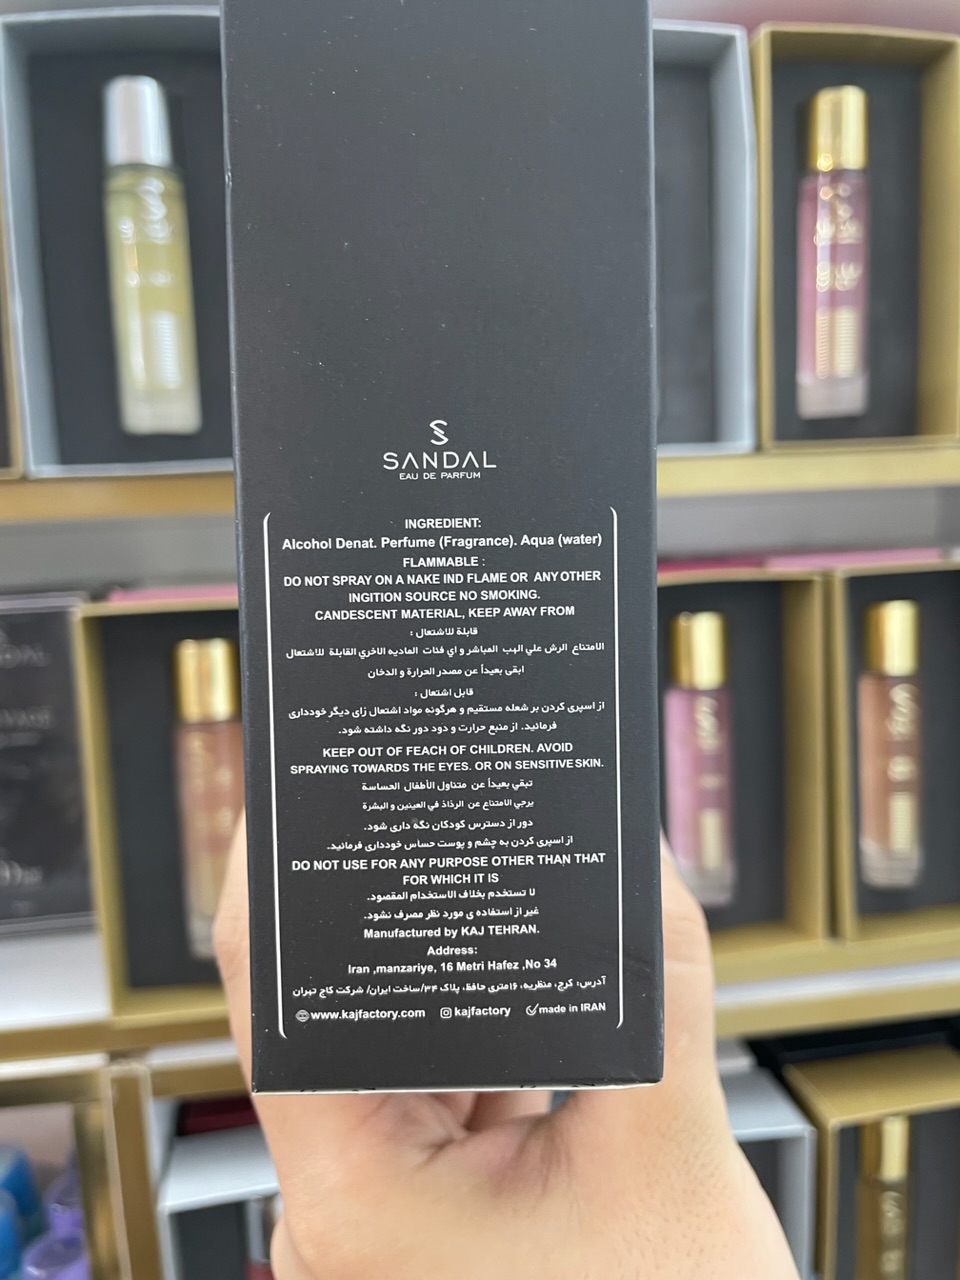 SANDAL
EAU DE PARFUM
INGREDIENT:
Alcohol Denat. Perfume (Fragrance). Aqua (water)
FLAMMABLE :
DO NOT SPRAY ON A NAKE IND FLAME OR ANY OTHER
INGITION SOURCE NO SMOKING.
CANDESCENT MATERIAL, KEEP AWAY FROM
قابلة للاشتعال :
الامتناع الرش علي الهب المباشر و اي فئات الماديه الاخري القابلة للاشتعال
ابقى بعيداً عن مصدر الحرارة و الدخان
قابل اشتعال :
از اسپری کردن بر شعله مستقیم و هرگونه مواد اشتعال زای دیگر خودداری
فرمائید. از منبع حرارت و دود دور نگه داشته شود.
KEEP OUT OF FEACH OF CHILDREN. AVOID
SPRAYING TOWARDS THE EYES. OR ON SENSITIVE SKIN.
تبقي بعيداً عن متناول الأطفال الحساسة
يرجي الامتناع عن الرذاذ في العينين و البشرة
دور از دسترس کودکان نگه داری شود.
از اسپری کردن به چشم و پوست حساس خودداری فرمائید.
DO NOT USE FOR ANY PURPOSE OTHER THAN THAT
FOR WHICH IT IS
لا تستخدم بخلاف الاستخدام المقصود.
غیر از استفاده ی مورد نظر مصرف نشود.
Manufactured by KAJ TEHRAN.
Address:
Iran ,manzariye, 16 Metri Hafez ,No 34
آدرس: کرج، منظریه، ۱۶متری حافظ، پلاک ۳۴/ساخت ایران/ شرکت کاج تهران
www.kajfactory.com kajfactory made in IRAN